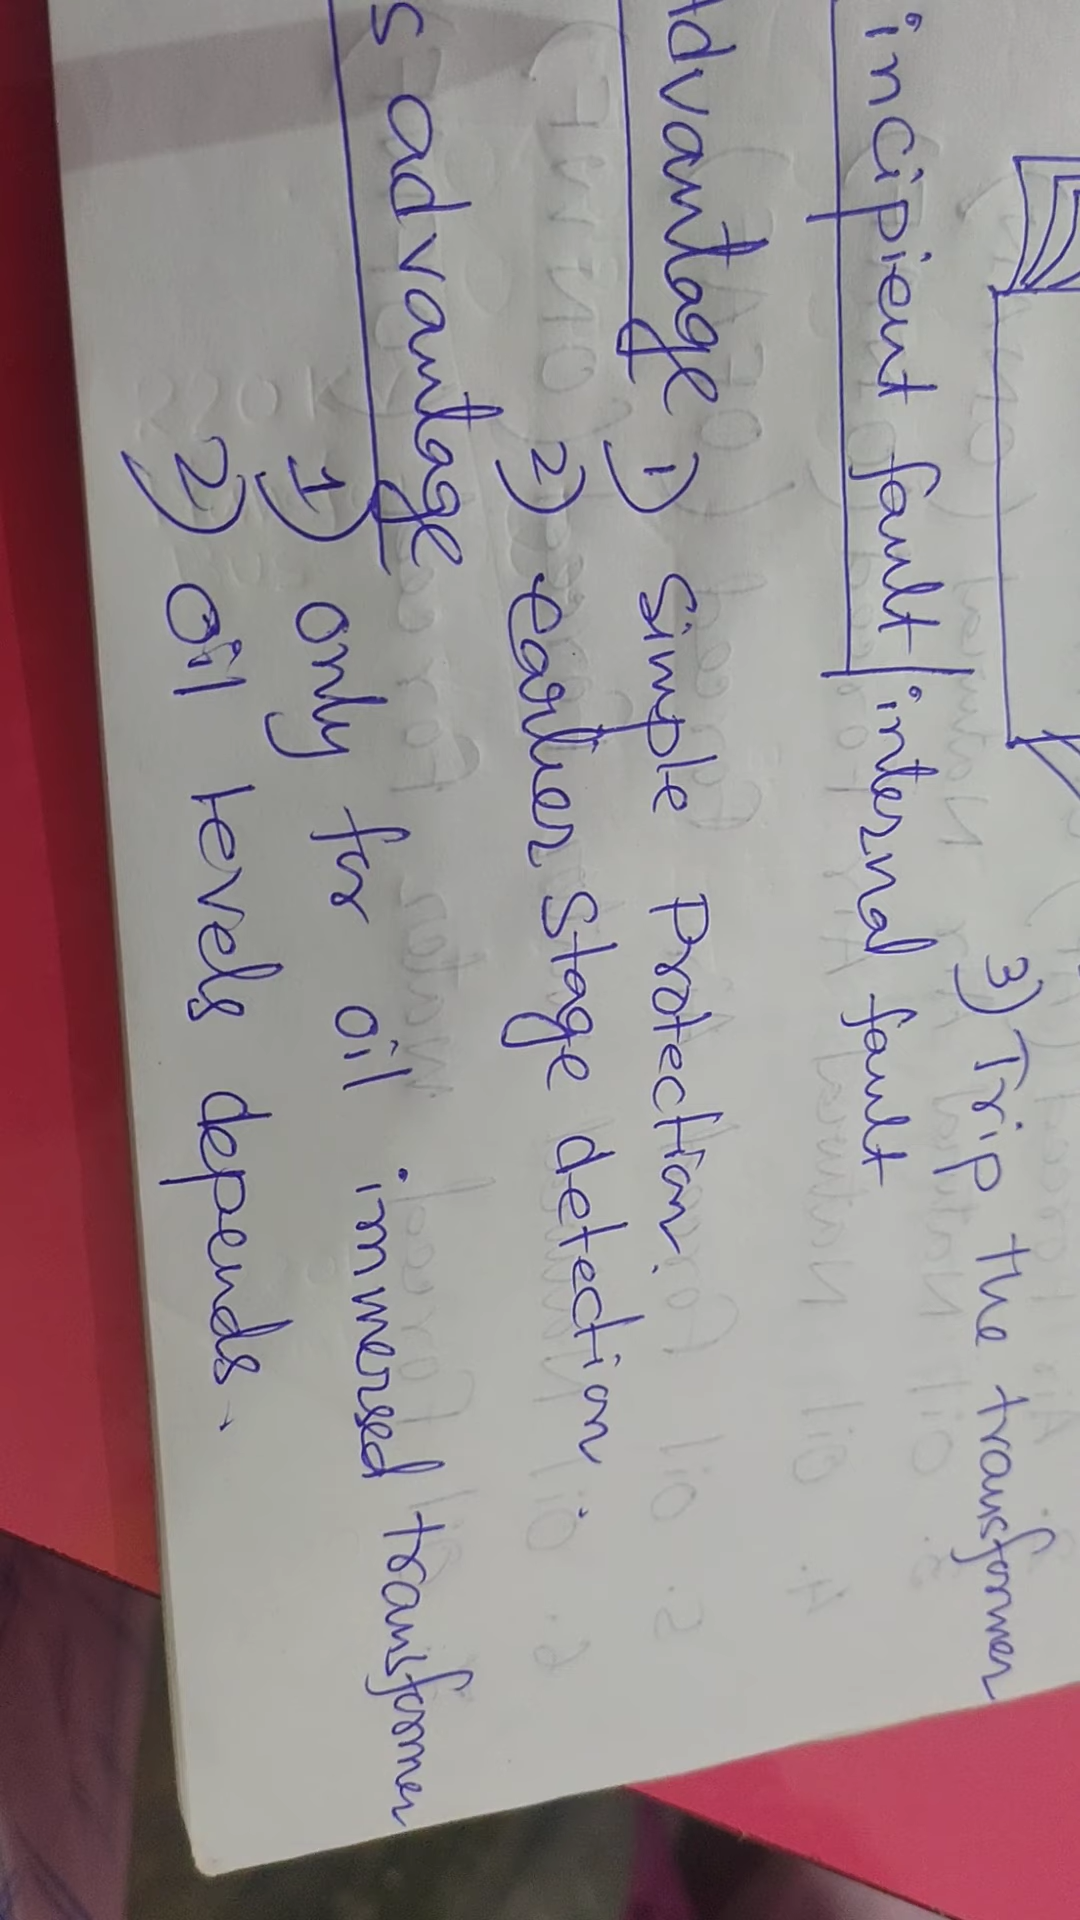 3) Trip the transformer
incipient fault / internal fault
Advantage 1) Simple Protection.
2) earlier stage detection
s advantage
1) only for oil immersed transformer
2) oil levels depends.